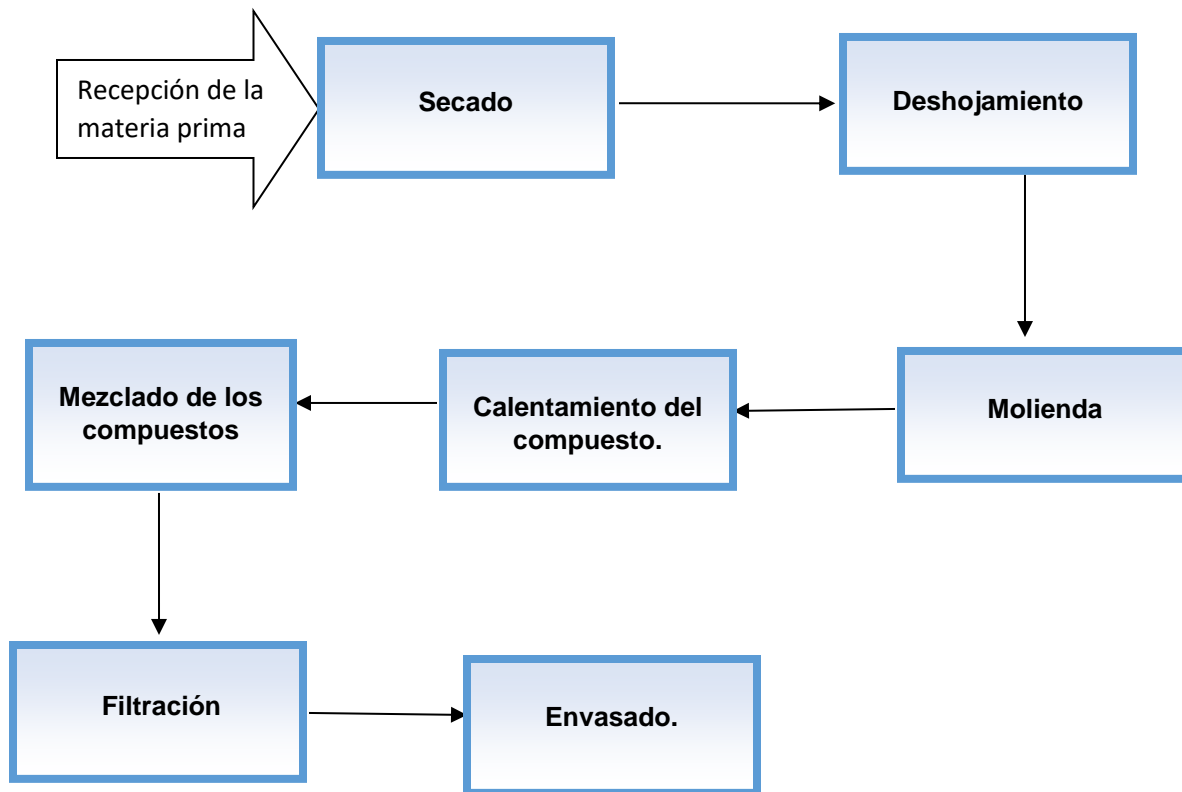 Recepción de la
materia prima
Secado
Deshojamiento
Molienda
Calentamiento del
compuesto.
Mezclado de los
compuestos
Filtración
Envasado.